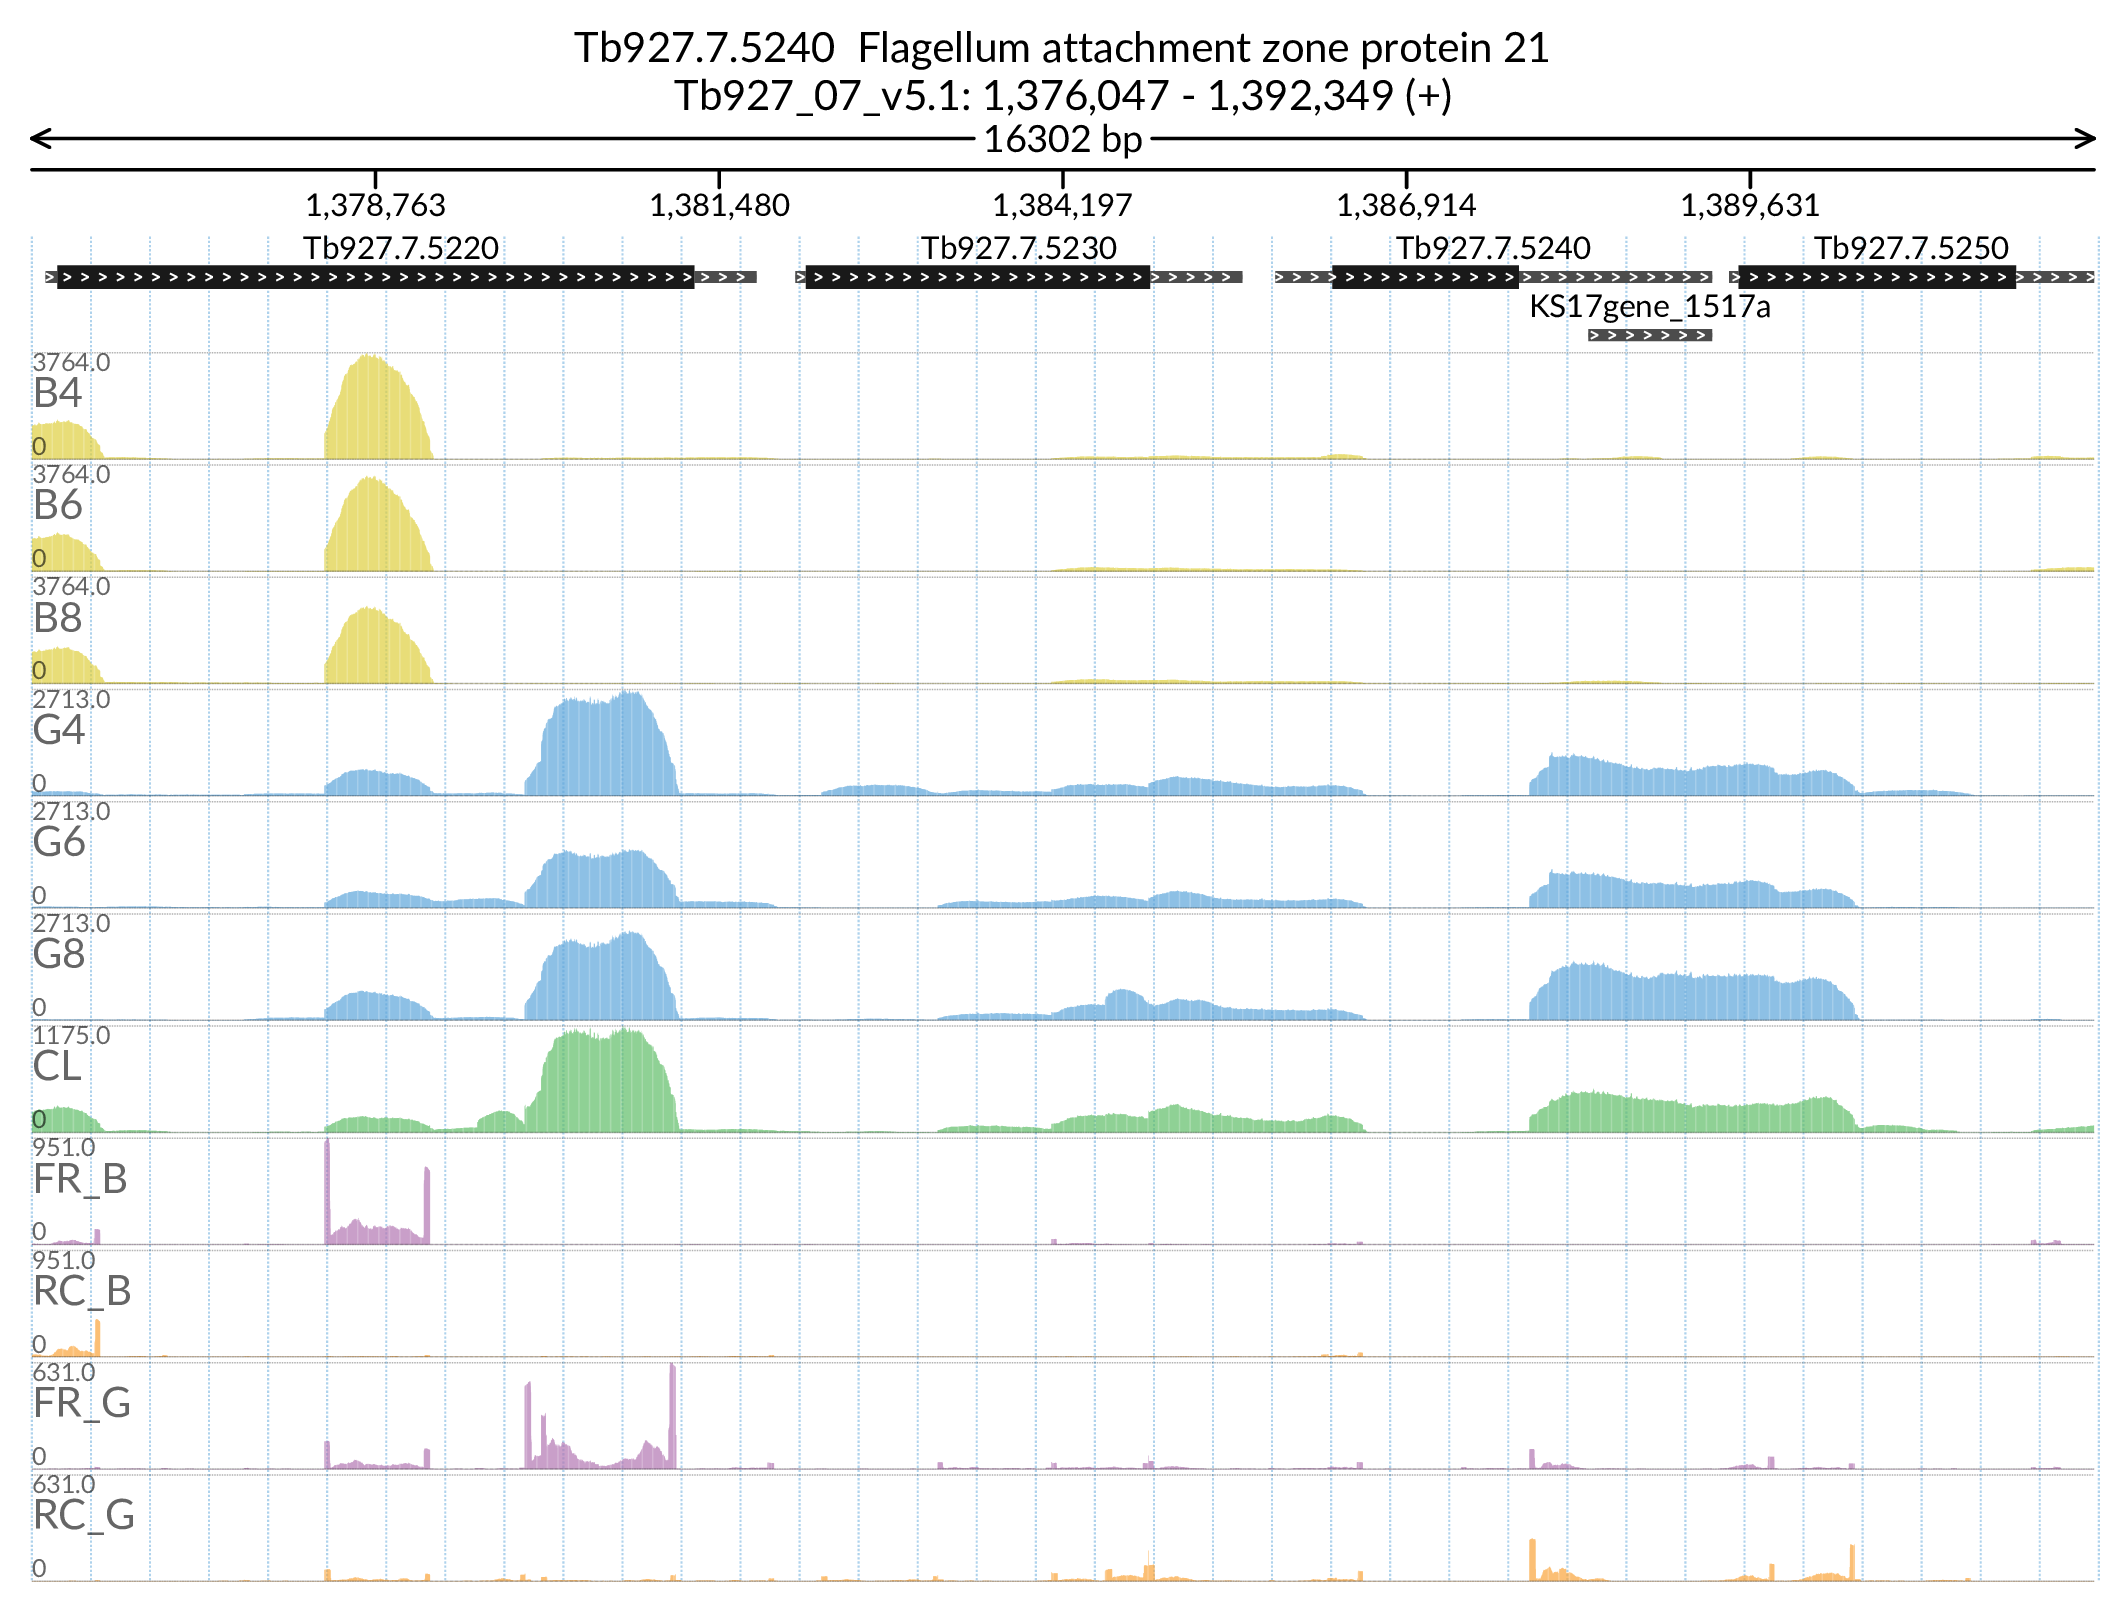 Tb927.7.5240  Flagellum attachment zone protein 21
Tb927_07_v5.1: 1,376,047 - 1,392,349 (+)
16302 bp
1,378,763 1,381,480 1,384,197 1,386,914 1,389,631
Tb927.7.5220 Tb927.7.5230 Tb927.7.5240 Tb927.7.5250
KS17gene_1517a
3764.0
B4
0
3764.0
B6
0
3764.0
B8
0
2713.0
G4
0
2713.0
G6
0
2713.0
G8
0
1175.0
CL
0
951.0
FR_B
0
951.0
RC_B
0
631.0
FR_G
0
631.0
RC_G
0